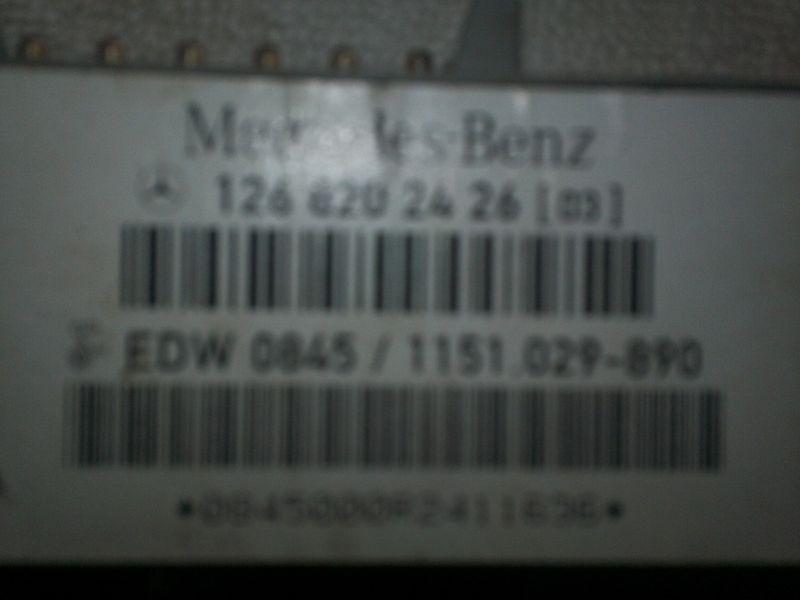 Mercedes-Benz
126 820 24 26 [03]
EDW 0845 / 1151.029-890